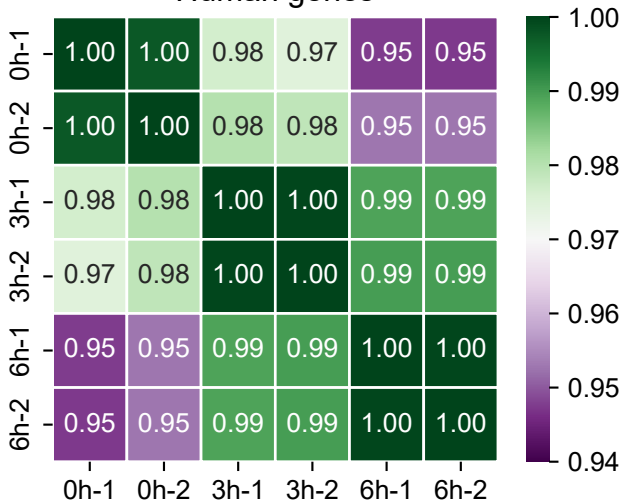 Human genes
0h-1 1.00 1.00 0.98 0.97 0.95 0.95
0h-2 1.00 1.00 0.98 0.98 0.95 0.95
3h-1 0.98 0.98 1.00 1.00 0.99 0.99
3h-2 0.97 0.98 1.00 1.00 0.99 0.99
6h-1 0.95 0.95 0.99 0.99 1.00 1.00
6h-2 0.95 0.95 0.99 0.99 1.00 1.00
0h-1 0h-2 3h-1 3h-2 6h-1 6h-2
1.00
0.99
0.98
0.97
0.96
0.95
0.94